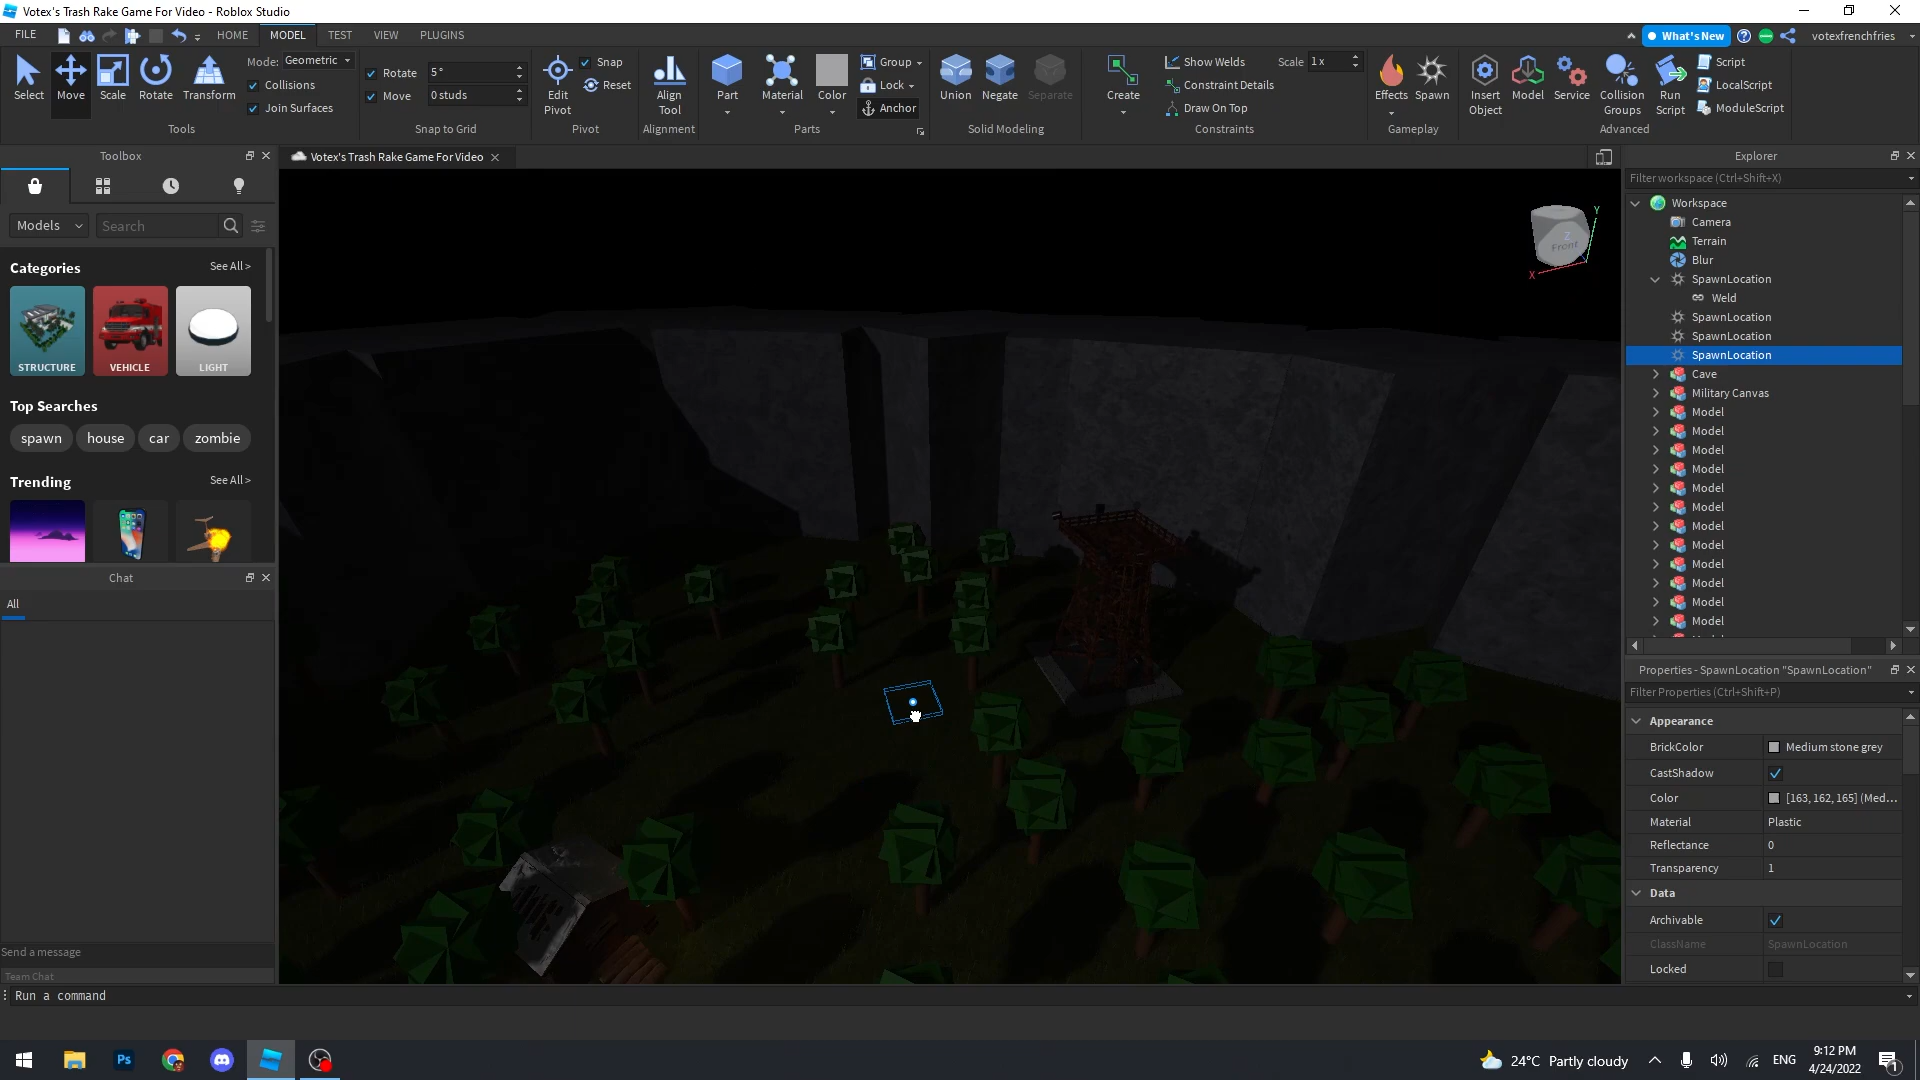 Votex's Trash Rake Game For Video - Roblox Studio
FILE HOME MODEL TEST VIEW PLUGINS What's New votexfrenchfries
Select Move Scale Rotate Transform
Mode: Geometric
Collisions
Join Surfaces
Tools
Rotate 5°
Move 0 studs
Snap to Grid
Edit Pivot
Snap
Reset
Pivot
Align Tool
Alignment
Part Material Color
Group
Lock
Anchor
Parts
Union Negate Separate
Solid Modeling
Create
Show Welds
Constraint Details
Draw On Top
Scale 1 x
Constraints
Effects Spawn
Gameplay
Insert Object
Model Service
Collision Groups
Run Script
Script
LocalScript
ModuleScript
Advanced
Toolbox
Models Search
Categories See All >
STRUCTURE VEHICLE LIGHT
Top Searches
spawn house car zombie
Trending See All >
Chat
All
Send a message
Team Chat
Votex's Trash Rake Game For Video
Y
Z
Front
X
Explorer
Filter workspace (Ctrl+Shift+X)
Workspace
Camera
Terrain
Blur
SpawnLocation
Weld
SpawnLocation
SpawnLocation
SpawnLocation
Cave
Military Canvas
Model
Model
Model
Model
Model
Model
Model
Model
Model
Model
Model
Model
Properties - SpawnLocation "SpawnLocation"
Filter Properties (Ctrl+Shift+P)
Appearance
BrickColor Medium stone grey
CastShadow
Color [163, 162, 165] (Med...
Material Plastic
Reflectance 0
Transparency 1
Data
Archivable
ClassName SpawnLocation
Locked
Run a command
Ps
24°C Partly cloudy ENG
9:12 PM
4/24/2022
1